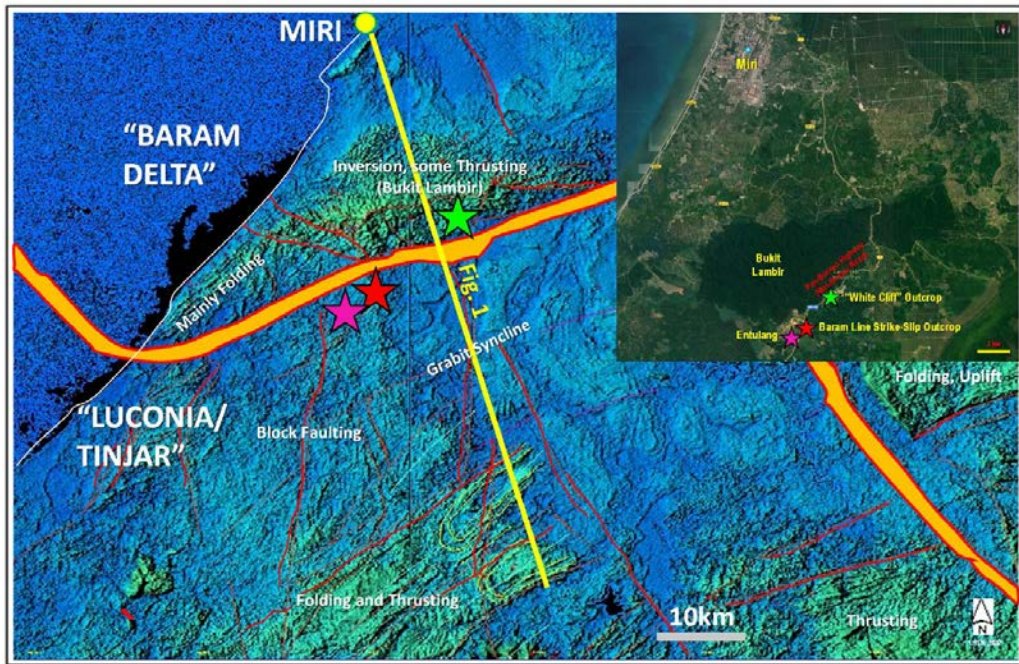 MIRI
"BARAM
DELTA"
Inversion, some Thrusting
(Bukit Lambir)
Mainly Folding
Fig. 1
Grabit Syncline
"LUCONIA/
TINJAR"
Block Faulting
Folding and Thrusting
10km
Folding, Uplift
Thrusting
N
Miri
Bukit
Lambir
"White Cliff" Outcrop
Baram Line Strike-Slip Outcrop
Entulang